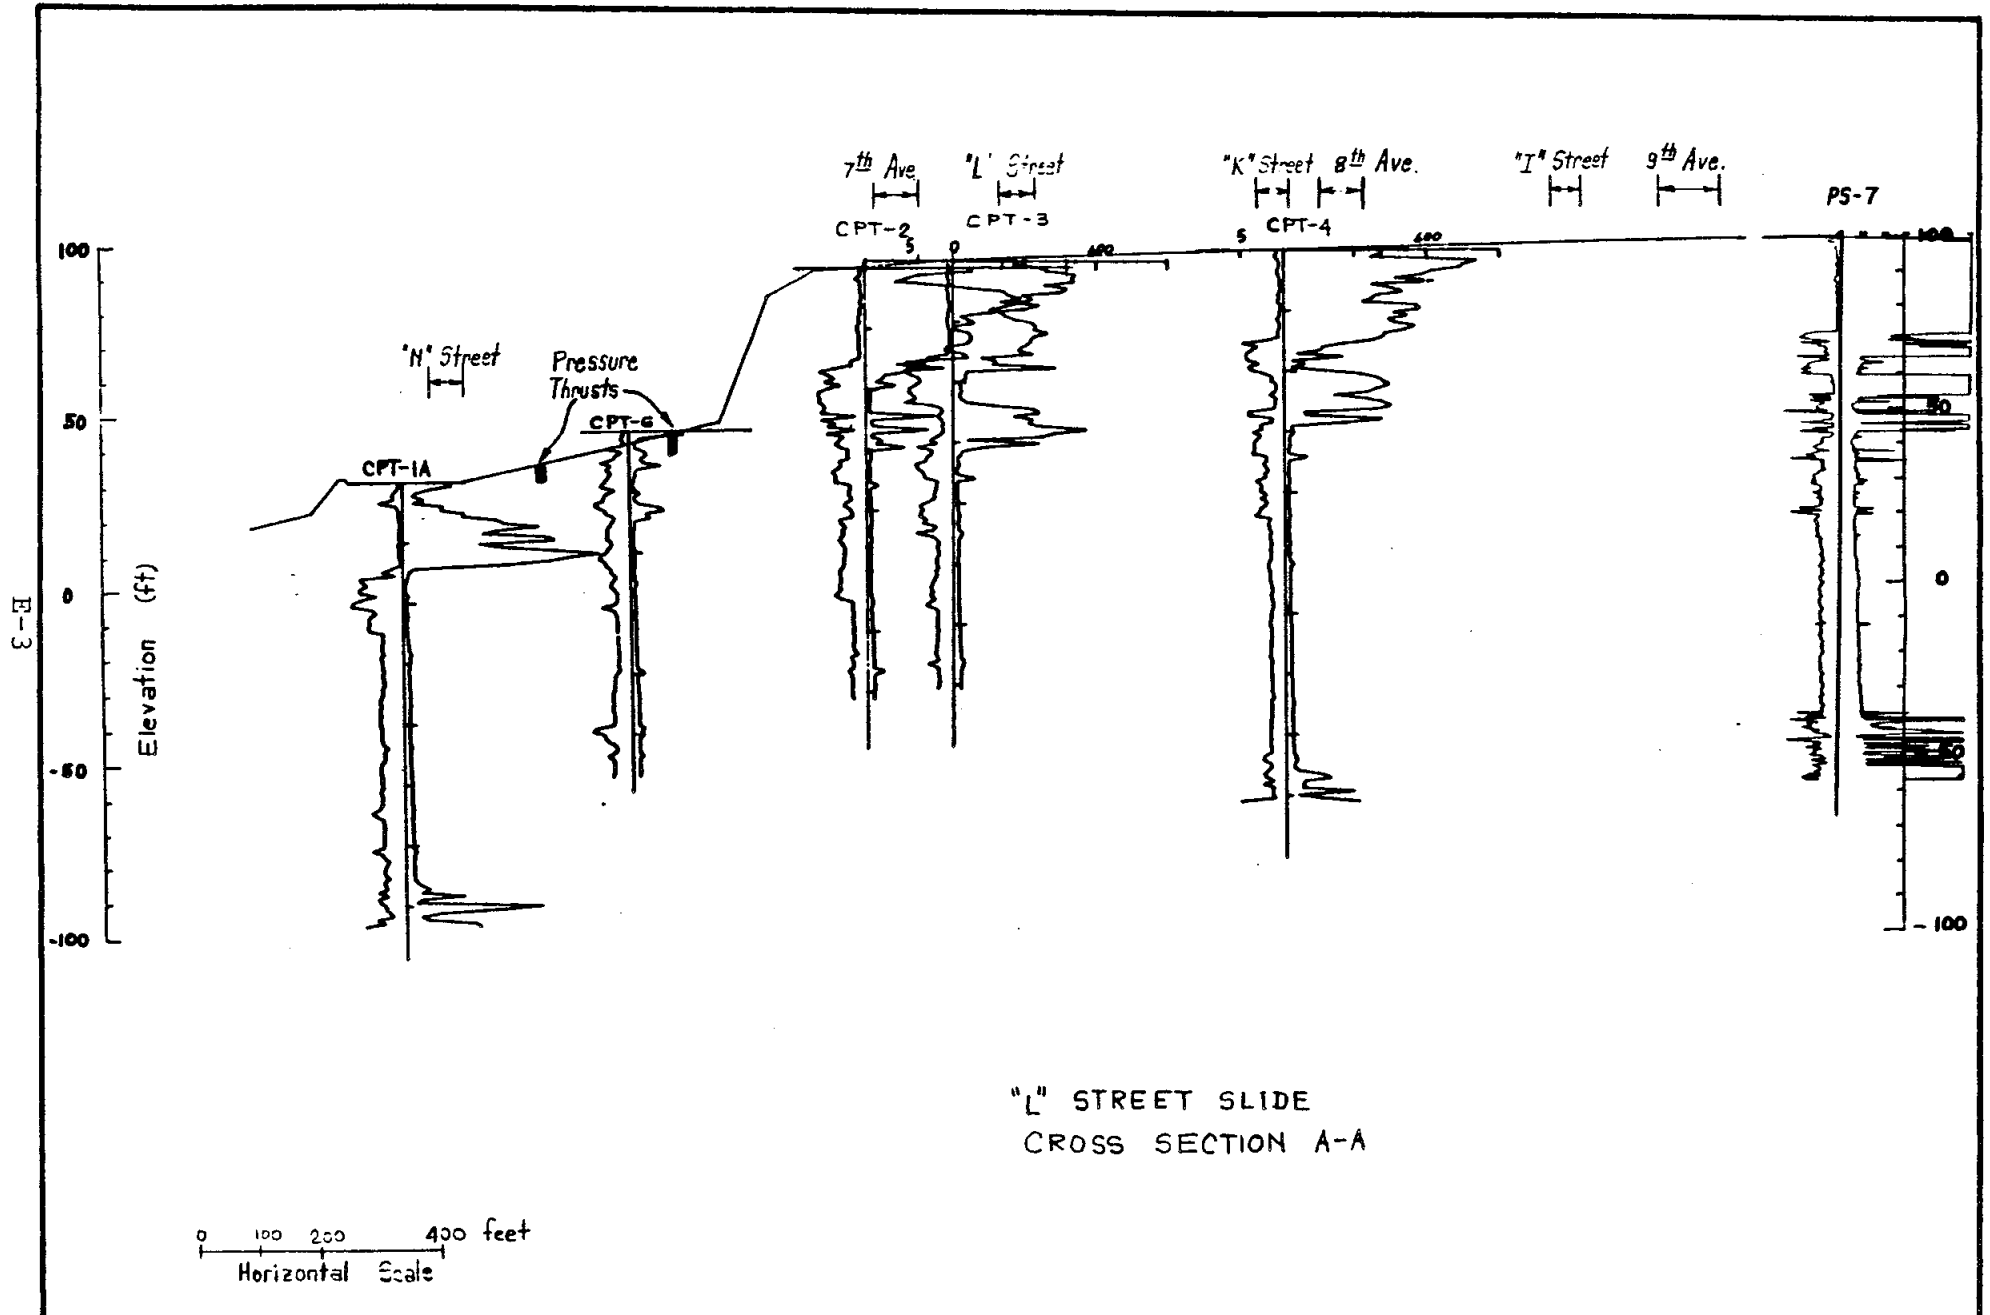 7th Ave.
"L" Street
"K" Street
8th Ave.
"I" Street
9th Ave.
PS-7
CPT-2
CPT-3
CPT-4
5
0
400
5
400
100
100
"N" Street
Pressure
Thrusts
50
CPT-6
50
CPT-1A
0
0
Elevation (ft)
E-3
-50
50
-100
-100
"L" STREET SLIDE
CROSS SECTION A-A
0 100 200 400 feet
Horizontal Scale